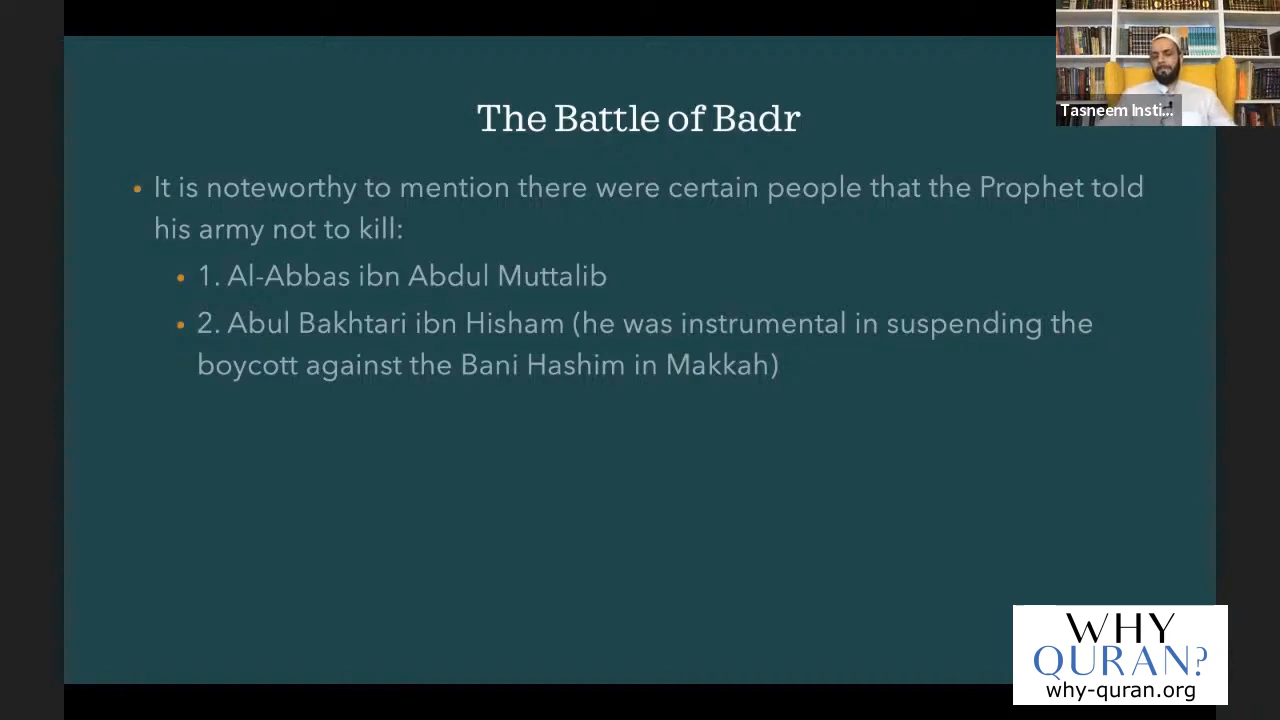 The Battle of Badr
• It is noteworthy to mention there were certain people that the Prophet told
his army not to kill:
• 1. Al-Abbas ibn Abdul Muttalib
• 2. Abul Bakhtari ibn Hisham (he was instrumental in suspending the
boycott against the Bani Hashim in Makkah)
Tasneem Insti...
WHY
QURAN?
why-quran.org